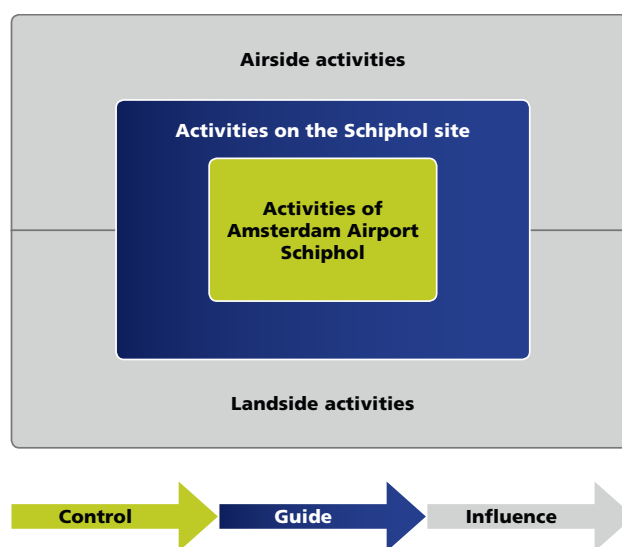 Airside activities
Activities on the Schiphol site
Activities of
Amsterdam Airport
Schiphol
Landside activities
Control
Guide
Influence